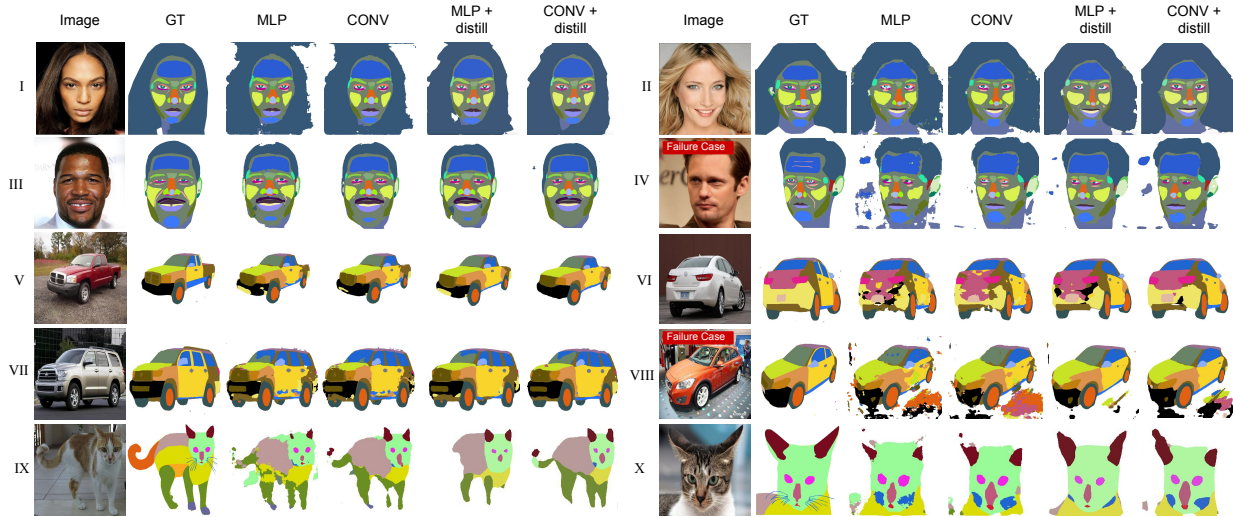 Image GT MLP CONV MLP + distill CONV + distill Image GT MLP CONV MLP + distill CONV + distill
I II
III Failure Case IV
V VI
VII Failure Case VIII
IX X